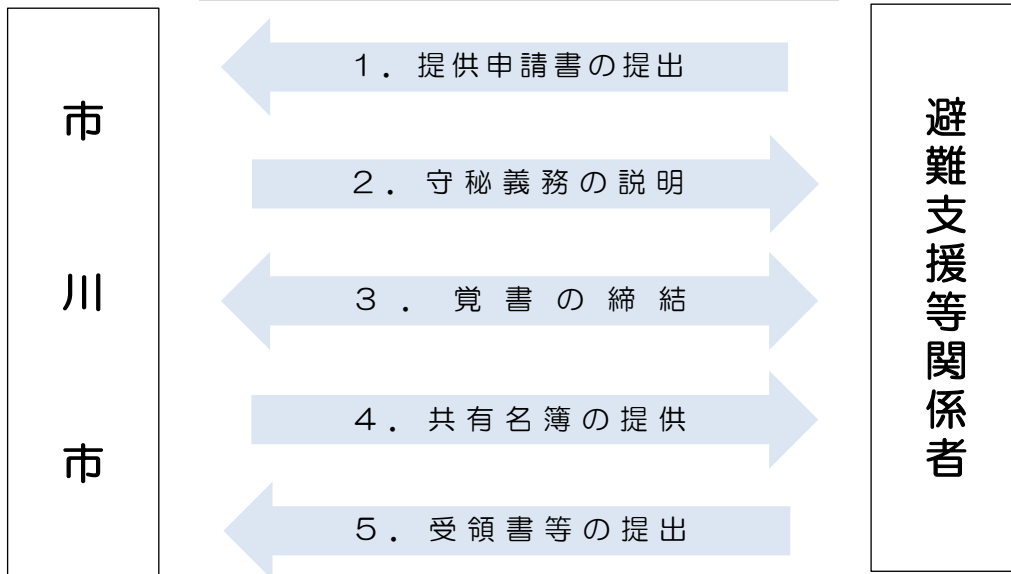 市川市
1．提供申請書の提出
2．守秘義務の説明
3．覚書の締結
4．共有名簿の提供
5．受領書等の提出
避難支援等関係者